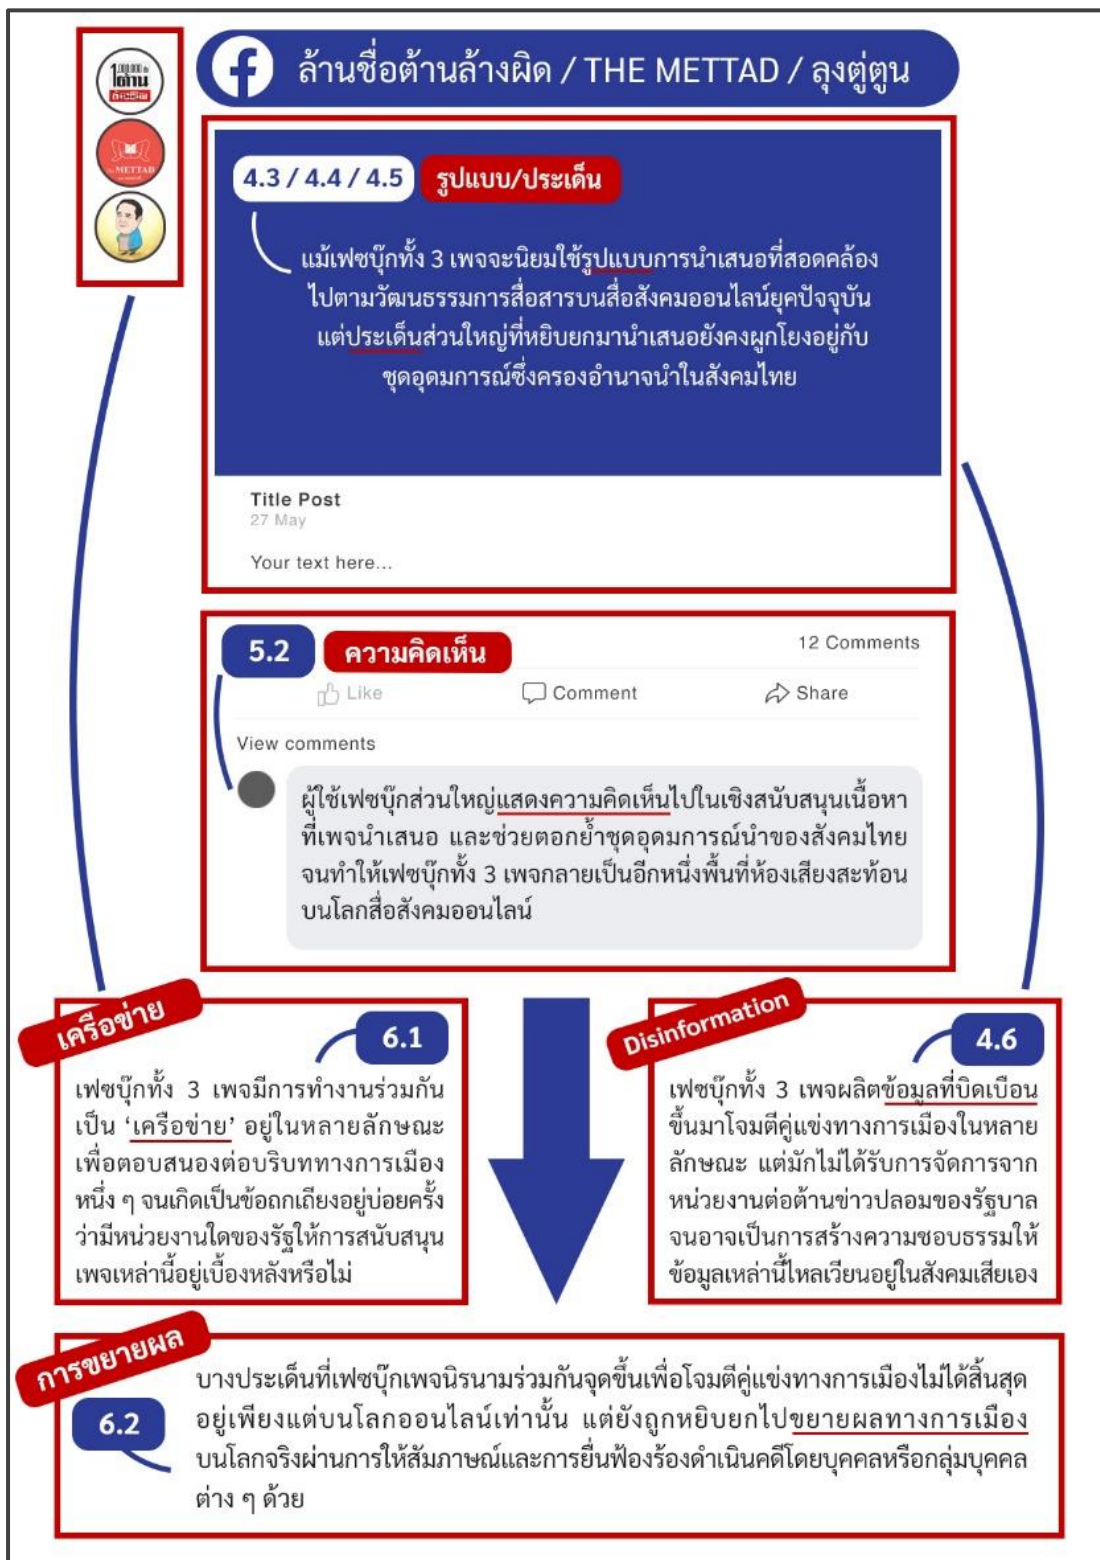 ล้านชื่อต้านล้างผิด / THE METTAD / ลุงตู่ตูน
4.3 / 4.4 / 4.5
รูปแบบ/ประเด็น
แม้เฟซบุ๊กทั้ง 3 เพจจะนิยมใช้รูปแบบการนำเสนอที่สอดคล้อง
ไปตามวัฒนธรรมการสื่อสารบนสื่อสังคมออนไลน์ยุคปัจจุบัน
แต่ประเด็นส่วนใหญ่ที่หยิบยกมานำเสนอยังคงผูกโยงอยู่กับ
ชุดอุดมการณ์ซึ่งครองอำนาจนำในสังคมไทย
Title Post
27 May
Your text here...
5.2
ความคิดเห็น
12 Comments
Like
Comment
Share
View comments
ผู้ใช้เฟซบุ๊กส่วนใหญ่แสดงความคิดเห็นไปในเชิงสนับสนุนเนื้อหา
ที่เพจนำเสนอ และช่วยตอกย้ำชุดอุดมการณ์นำของสังคมไทย
จนทำให้เฟซบุ๊กทั้ง 3 เพจกลายเป็นอีกหนึ่งพื้นที่ห้องเสียงสะท้อน
บนโลกสื่อสังคมออนไลน์
เครือข่าย
6.1
เฟซบุ๊กทั้ง 3 เพจมีการทำงานร่วมกัน
เป็น ‘เครือข่าย’ อยู่ในหลายลักษณะ
เพื่อตอบสนองต่อบริบททางการเมือง
หนึ่ง ๆ จนเกิดเป็นข้อถกเถียงอยู่บ่อยครั้ง
ว่ามีหน่วยงานใดของรัฐให้การสนับสนุน
เพจเหล่านี้อยู่เบื้องหลังหรือไม่
Disinformation
4.6
เฟซบุ๊กทั้ง 3 เพจผลิตข้อมูลที่บิดเบือน
ขึ้นมาโจมตีคู่แข่งทางการเมืองในหลาย
ลักษณะ แต่มักไม่ได้รับการจัดการจาก
หน่วยงานต่อต้านข่าวปลอมของรัฐบาล
จนอาจเป็นการสร้างความชอบธรรมให้
ข้อมูลเหล่านี้ไหลเวียนอยู่ในสังคมเสียเอง
การขยายผล
6.2
บางประเด็นที่เฟซบุ๊กเพจนิรนามร่วมกันจุดขึ้นเพื่อโจมตีคู่แข่งทางการเมืองไม่ได้สิ้นสุด
อยู่เพียงแต่บนโลกออนไลน์เท่านั้น แต่ยังถูกหยิบยกไปขยายผลทางการเมือง
บนโลกจริงผ่านการให้สัมภาษณ์และการยื่นฟ้องร้องดำเนินคดีโดยบุคคลหรือกลุ่มบุคคล
ต่าง ๆ ด้วย